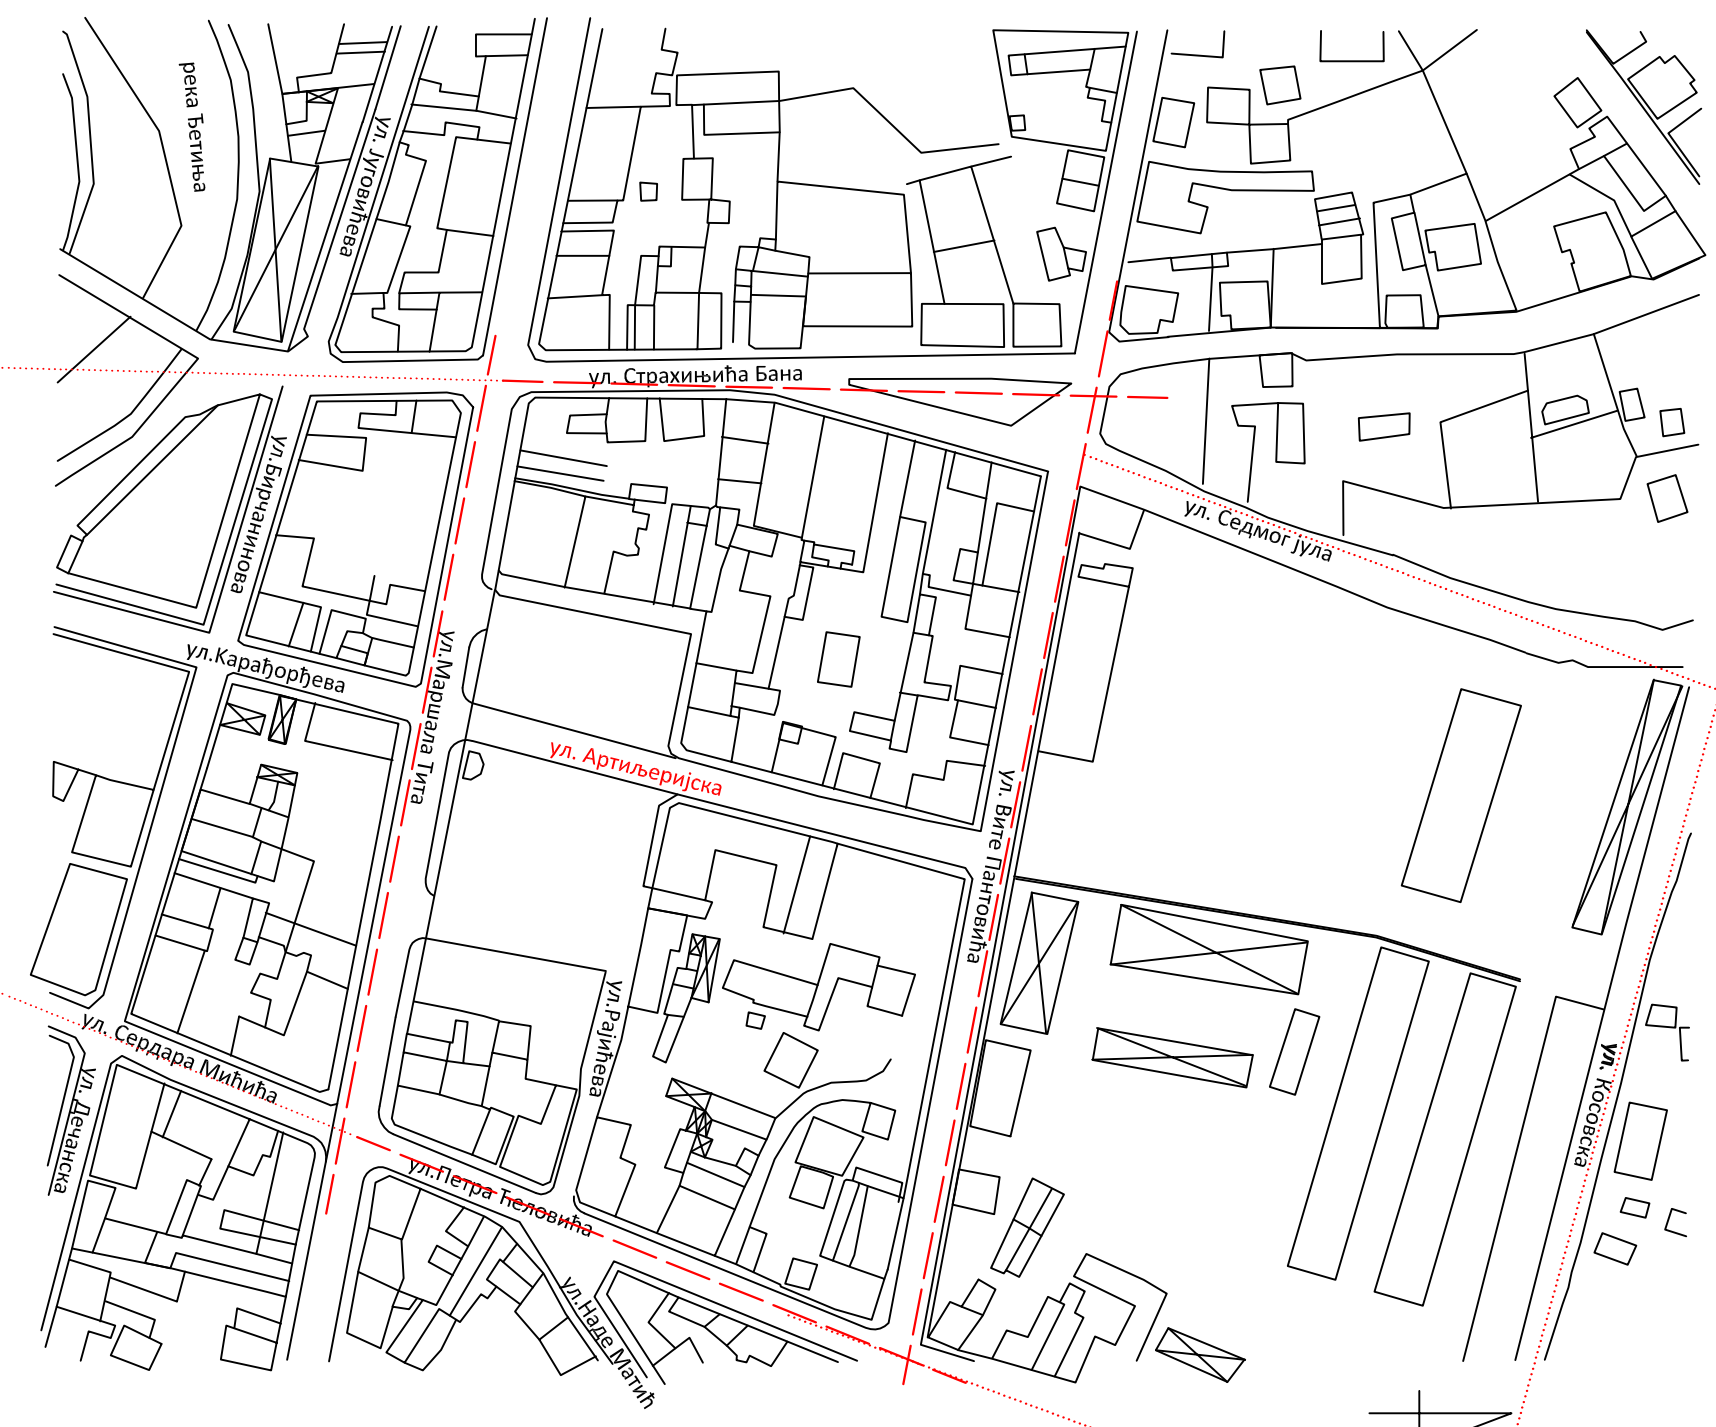 река Ђетиња
ул. Југовићева
ул. Страхињића Бана
ул.Бирчанинова
ул. Седмог јула
ул.Карађорђева
ул.Маршала Тита
ул. Артиљеријска
ул. Вите Пантовића
ул.Рајићева
ул. Сердара Мићића
ул. Дечанска
ул. Косовска
ул.Петра Ћеловића
ул.Наде Матић